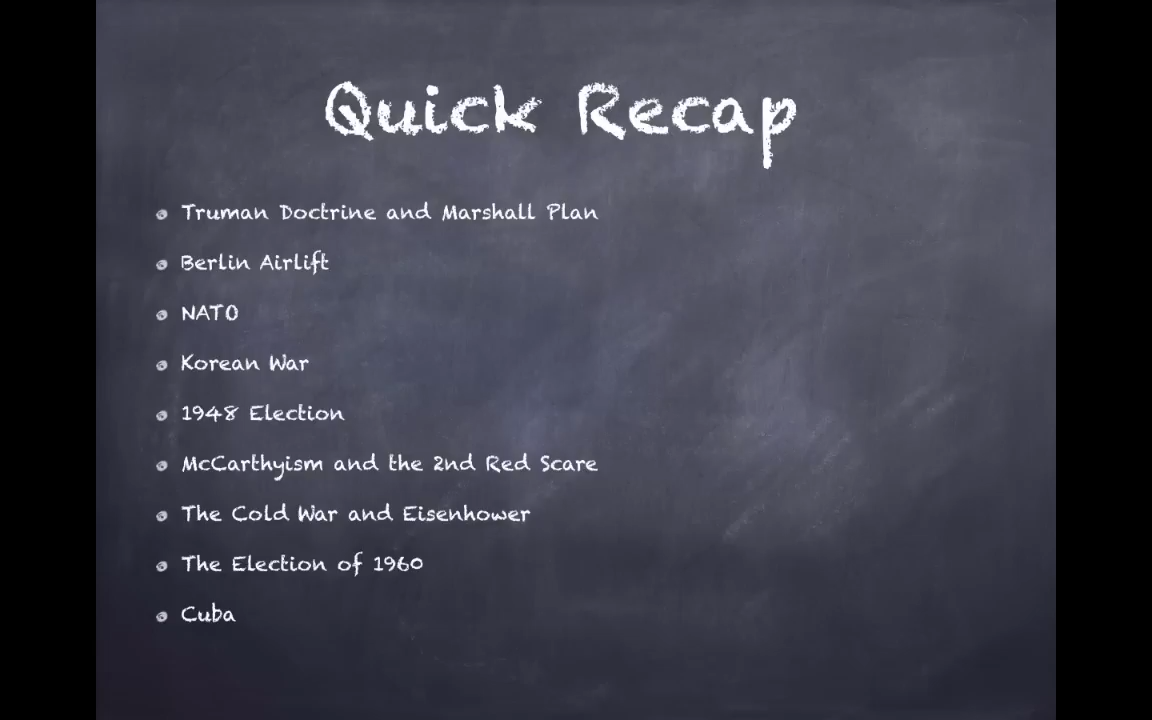 Quick Recap
Truman Doctrine and Marshall Plan
Berlin Airlift
NATO
Korean War
1948 Election
McCarthyism and the 2nd Red Scare
The Cold War and Eisenhower
The Election of 1960
Cuba